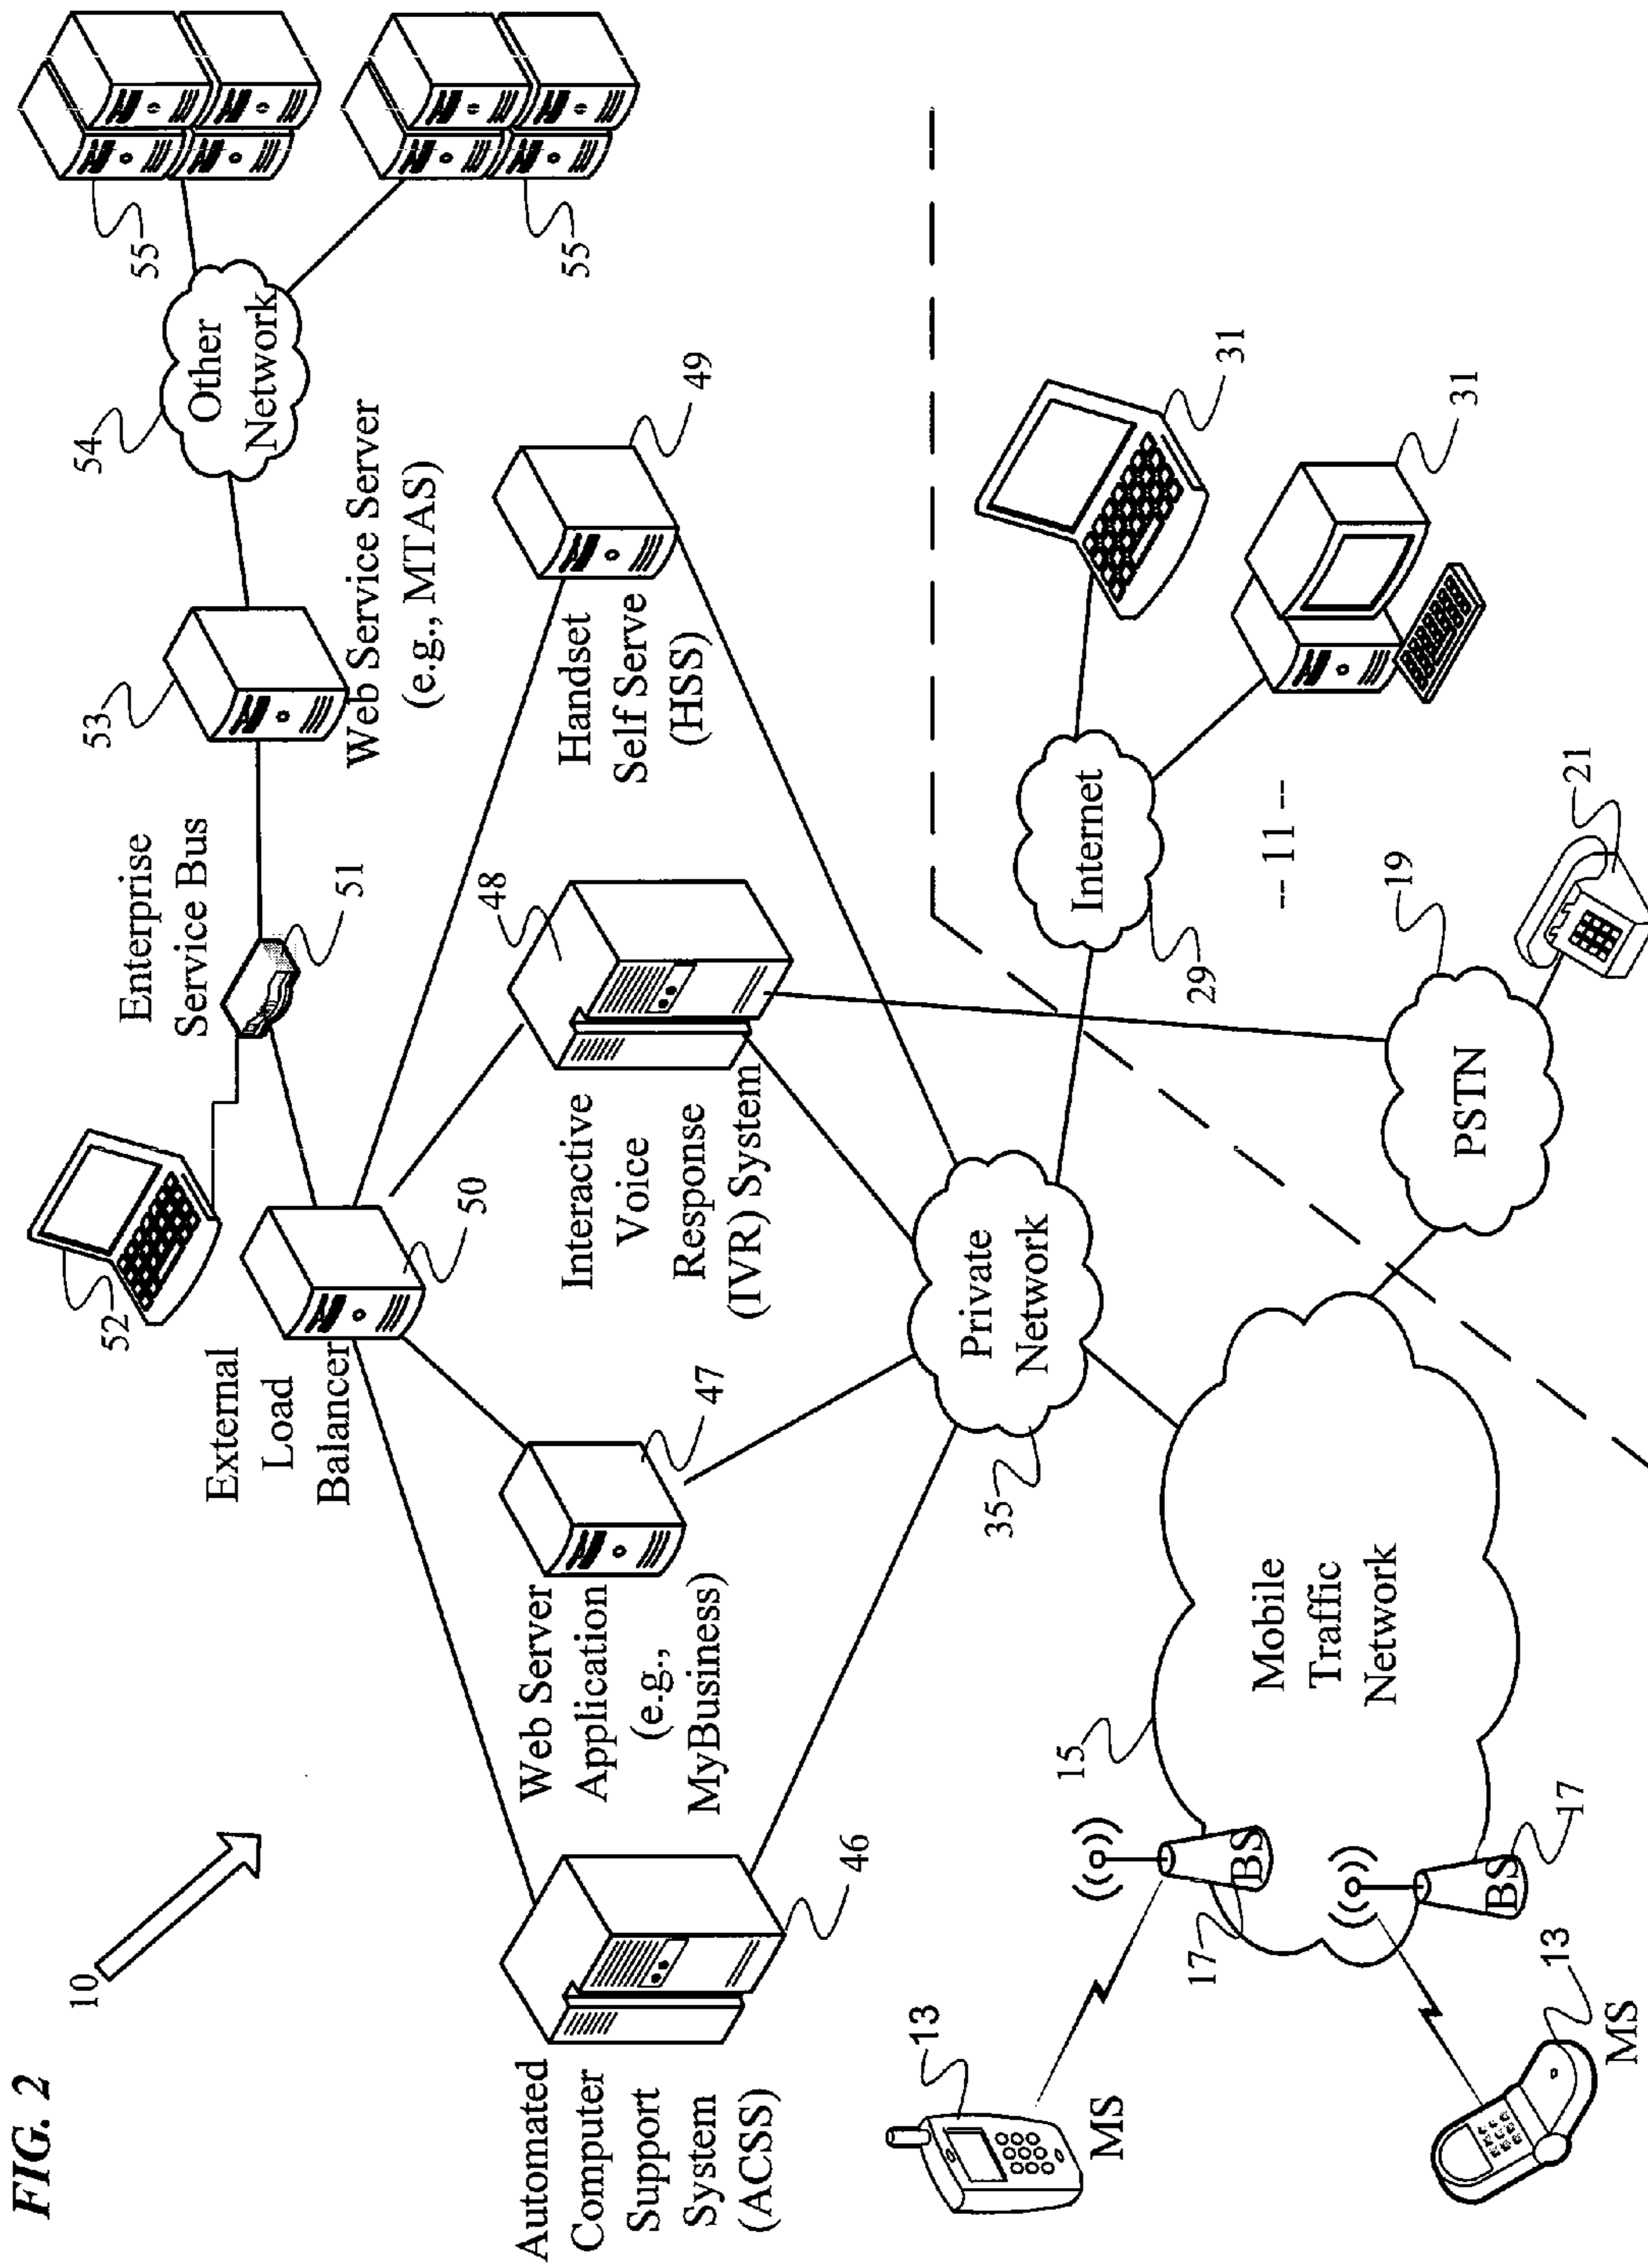 FIG. 2
10
52
Enterprise
Service Bus
51
External
Load
Balancer
50
53
Web Service Server
(e.g., MTAS)
54
Other
Network
55
55
Automated
Computer
Support
System
(ACSS)
46
Web Server
Application
(e.g.,
MyBusiness)
47
Interactive
Voice
Response
(IVR) System
48
Handset
Self Serve
(HSS)
49
Private
Network
35
13
MS
17
BS
15
Mobile
Traffic
Network
BS
17
13
MS
Internet
29
31
31
-- 11 --
PSTN
19
21